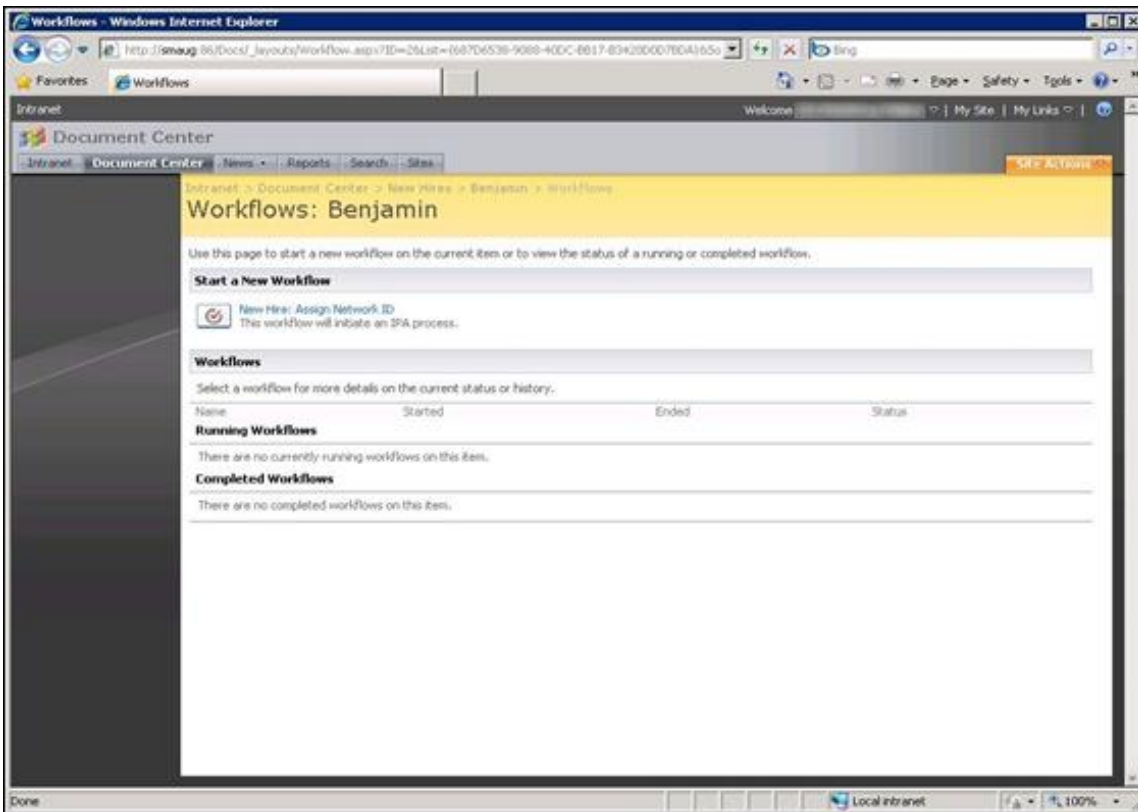 Workflows - Windows Internet Explorer
Bing
Favorites Workflows Page Safety Tools
Intranet Welcome | My Site | My Links |
Document Center
Intranet Document Center News Reports Search Sites Site Actions
Intranet > Document Center > New Hires > Benjamin > Workflows
Workflows: Benjamin
Use this page to start a new workflow on the current item or to view the status of a running or completed workflow.
Start a New Workflow
New Hire: Assign Network ID
This workflow will initiate an IPA process.
Workflows
Select a workflow for more details on the current status or history.
Name Started Ended Status
Running Workflows
There are no currently running workflows on this item.
Completed Workflows
There are no completed workflows on this item.
Done Local intranet 100%